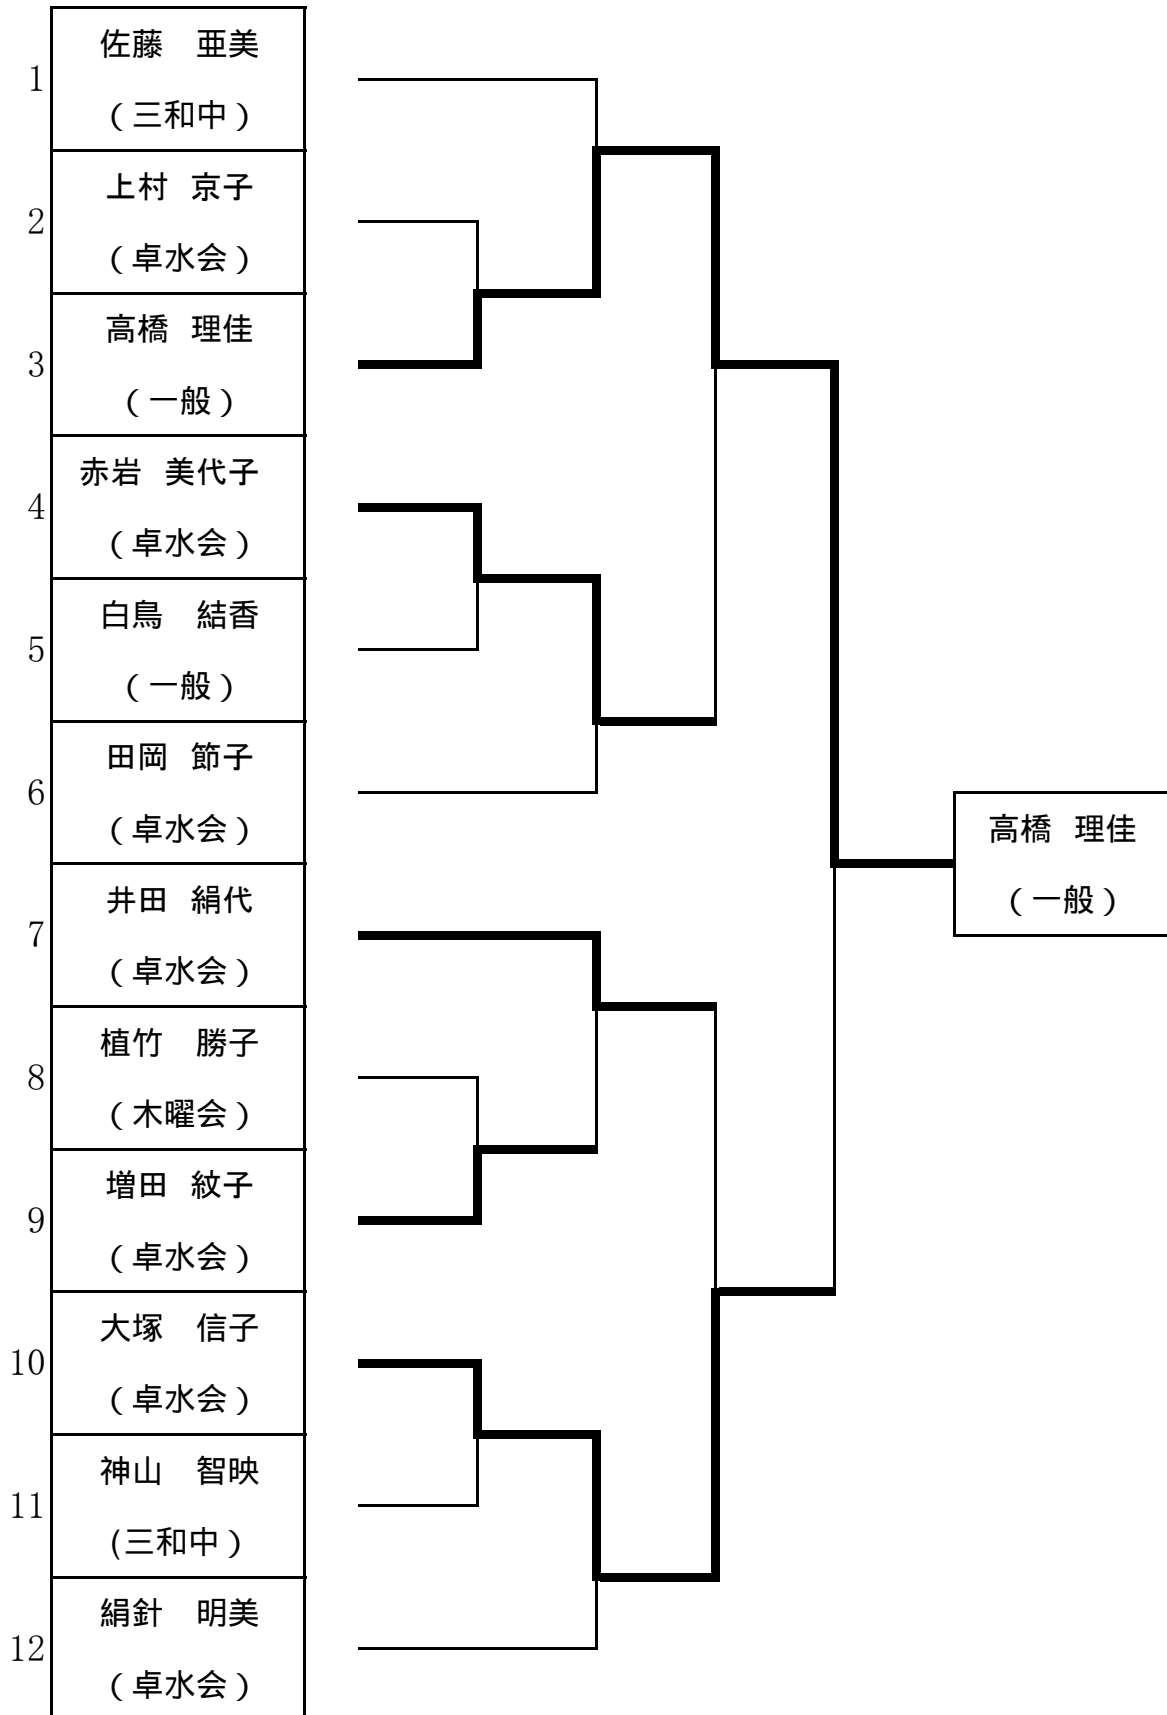 佐藤　亜美
1
（三和中）
上村　京子
2
（卓水会）
高橋　理佳
3
（一般）
赤岩　美代子
4
（卓水会）
白鳥　結香
5
（一般）
田岡　節子
6
（卓水会）
高橋　理佳
（一般）
井田　絹代
7
（卓水会）
植竹　勝子
8
（木曜会）
増田　紋子
9
（卓水会）
大塚　信子
10
（卓水会）
神山　智映
11
(三和中）
絹針　明美
12
（卓水会）